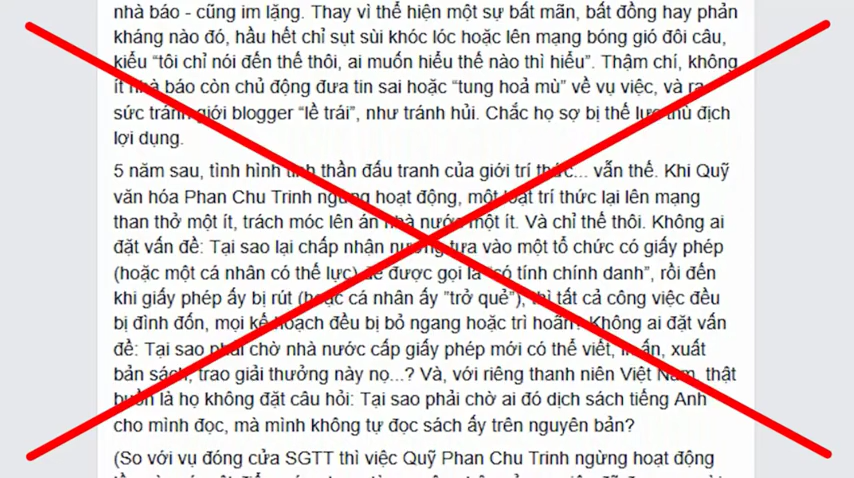 nhà báo - cũng im lặng. Thay vì thể hiện một sự bất mãn, bất đồng hay phản
kháng nào đó, hầu hết chỉ sụt sùi khóc lóc hoặc lên mạng bóng gió đôi câu,
kiểu “tôi chỉ nói đến thế thôi, ai muốn hiểu thế nào thì hiểu”. Thậm chí, không
ít nhà báo còn chủ động đưa tin sai hoặc “tung hoả mù” về vụ việc, và ra
sức tránh giới blogger “lề trái”, như tránh hủi. Chắc họ sợ bị thế lực thù địch
lợi dụng.
5 năm sau, tình hình tinh thần đấu tranh của giới trí thức... vẫn thế. Khi Quỹ
văn hóa Phan Chu Trinh ngừng hoạt động, một loạt trí thức lại lên mạng
than thở một ít, trách móc lên án nhà nước một ít. Và chỉ thế thôi. Không ai
đặt vấn đề: Tại sao lại chấp nhận nương tựa vào một tổ chức có giấy phép
(hoặc một cá nhân có thế lực) để được gọi là “có tính chính danh”, rồi đến
khi giấy phép ấy bị rút (hoặc cá nhân ấy ”trở quẻ”), thì tất cả công việc đều
bị đình đốn, mọi kế hoạch đều bị bỏ ngang hoặc trì hoãn? Không ai đặt vấn
đề: Tại sao phải chờ nhà nước cấp giấy phép mới có thể viết, in ấn, xuất
bản sách, trao giải thưởng này nọ...? Và, với riêng thanh niên Việt Nam, thật
buồn là họ không đặt câu hỏi: Tại sao phải chờ ai đó dịch sách tiếng Anh
cho mình đọc, mà mình không tự đọc sách ấy trên nguyên bản?
(So với vụ đóng cửa SGTT thì việc Quỹ Phan Chu Trinh ngừng hoạt động